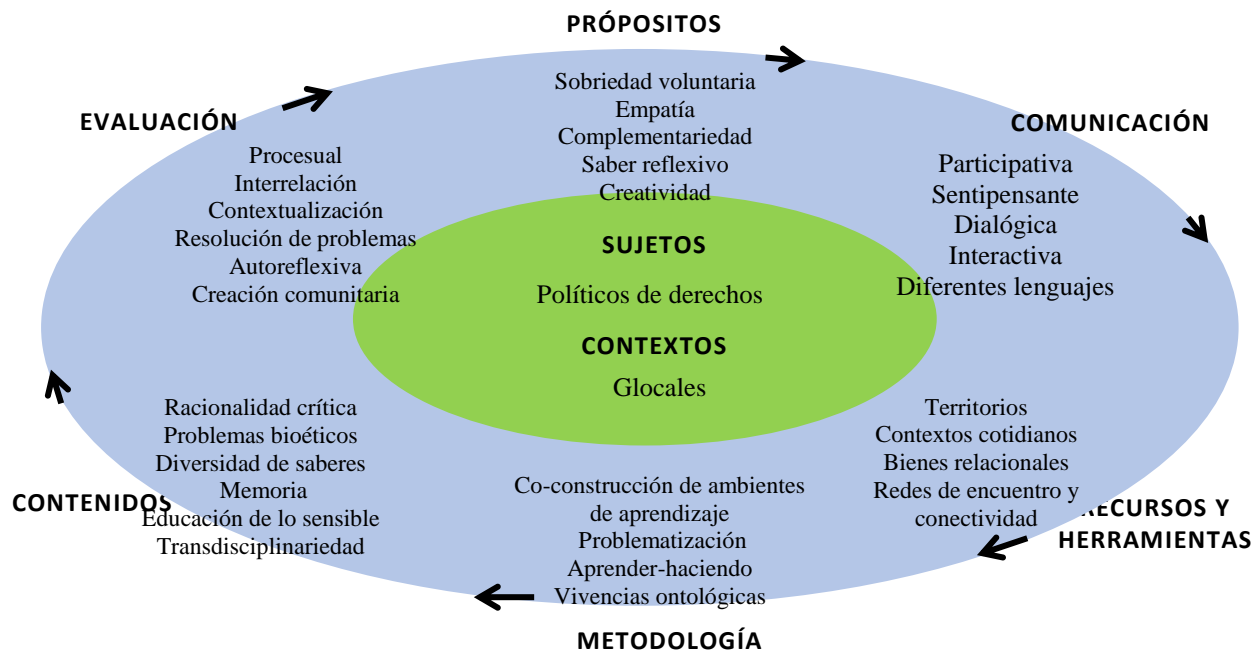 PRÓPOSITOS
Sobriedad voluntaria
Empatía
Complementariedad
Saber reflexivo
Creatividad
COMUNICACIÓN
Participativa
Sentipensante
Dialógica
Interactiva
Diferentes lenguajes
EVALUACIÓN
Procesual
Interrelación
Contextualización
Resolución de problemas
Autoreflexiva
Creación comunitaria
SUJETOS
Políticos de derechos
CONTEXTOS
Glocales
Territorios
Contextos cotidianos
Bienes relacionales
Redes de encuentro y
conectividad
RECURSOS Y
HERRAMIENTAS
Co-construcción de ambientes
de aprendizaje
Problematización
Aprender-haciendo
Vivencias ontológicas
METODOLOGÍA
Racionalidad crítica
Problemas bioéticos
Diversidad de saberes
Memoria
Educación de lo sensible
Transdisciplinariedad
CONTENIDOS